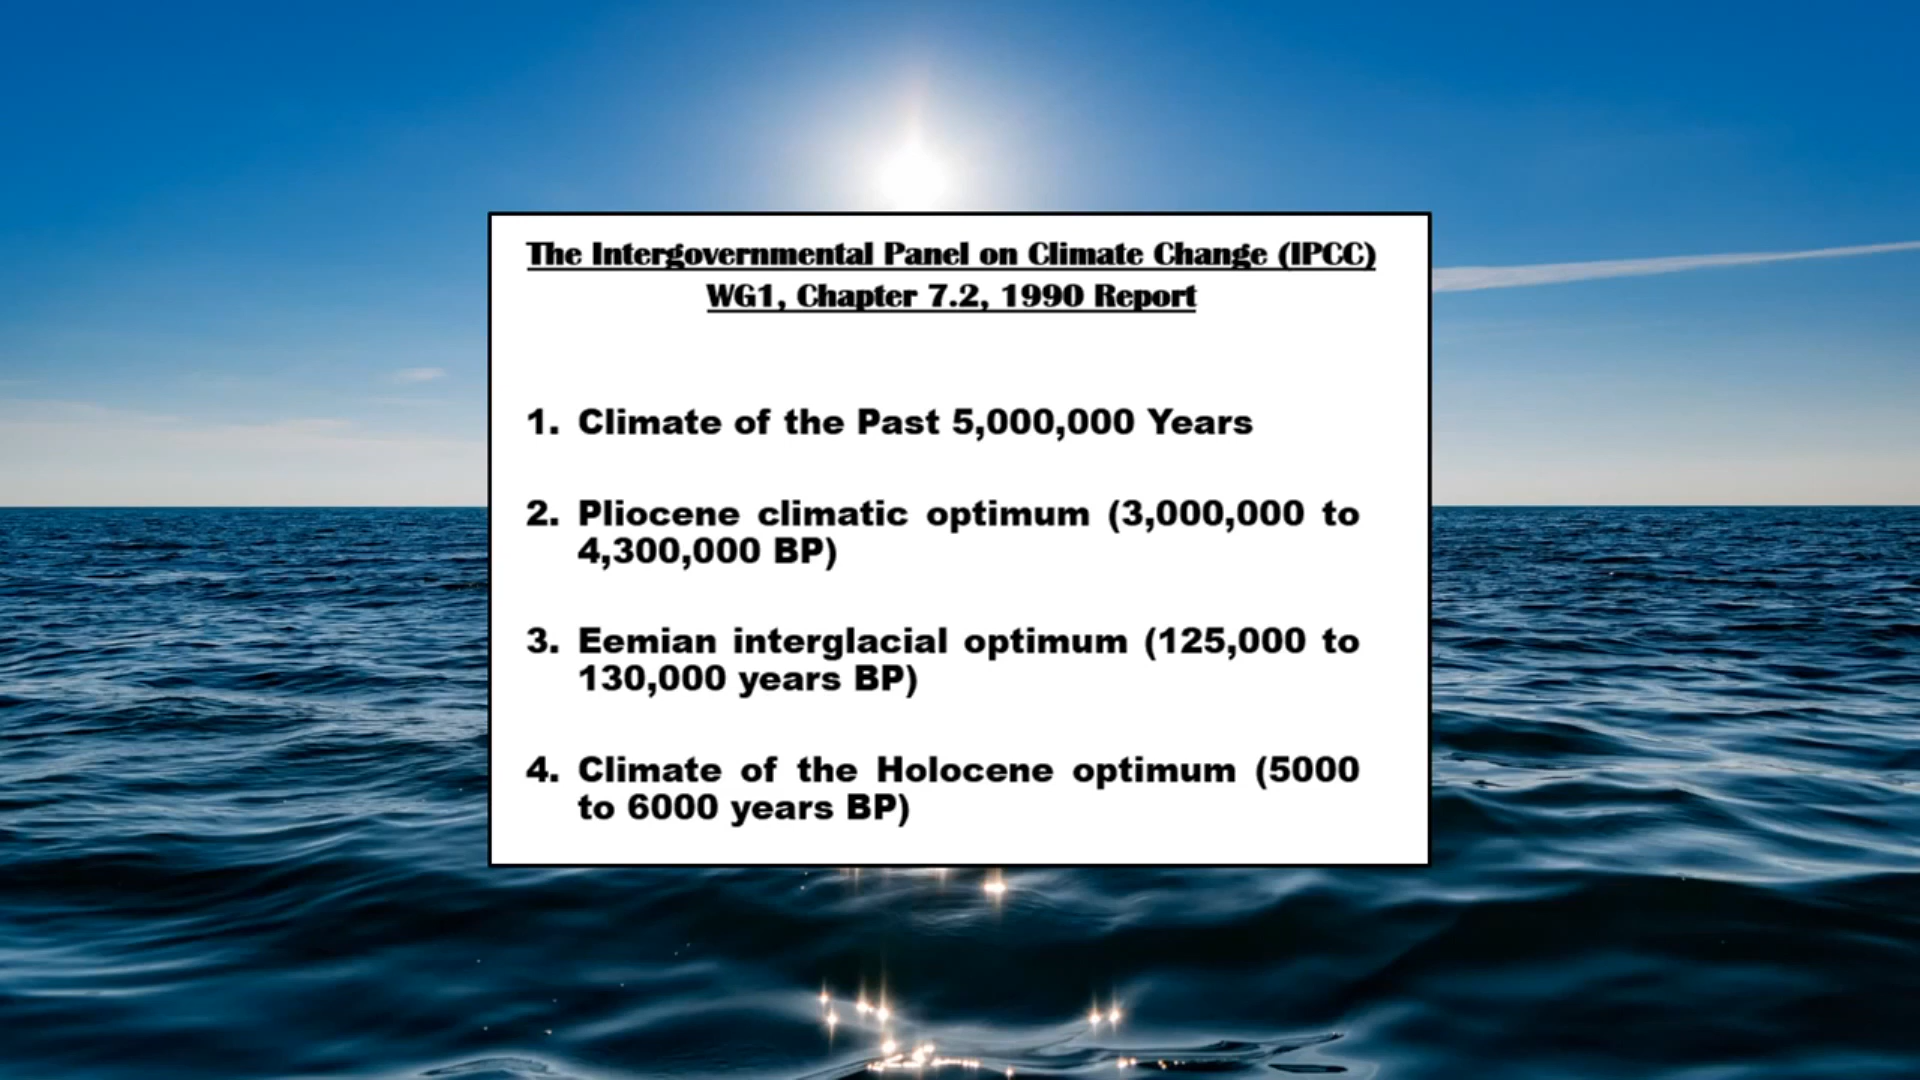 The Intergovernmental Panel on Climate Change (IPCC)
WG1, Chapter 7.2, 1990 Report
1. Climate of the Past 5,000,000 Years
2. Pliocene climatic optimum (3,000,000 to
4,300,000 BP)
3. Eemian interglacial optimum (125,000 to
130,000 years BP)
4. Climate of the Holocene optimum (5000
to 6000 years BP)